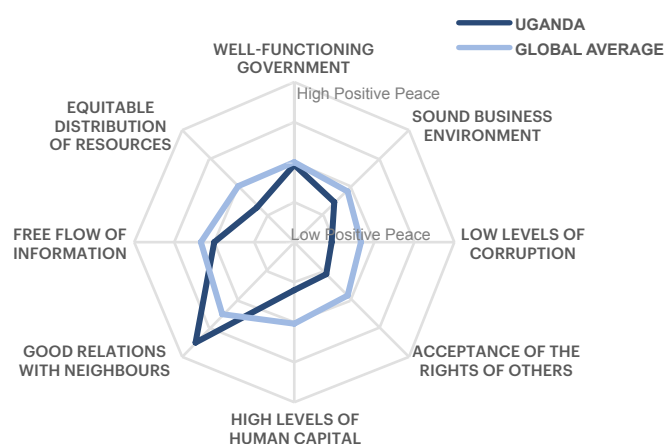 UGANDA
GLOBAL AVERAGE
WELL-FUNCTIONING
GOVERNMENT
High Positive Peace
SOUND BUSINESS
ENVIRONMENT
EQUITABLE
DISTRIBUTION
OF RESOURCES
FREE FLOW OF
INFORMATION
Low Positive Peace
LOW LEVELS OF
CORRUPTION
GOOD RELATIONS
WITH NEIGHBOURS
ACCEPTANCE OF THE
RIGHTS OF OTHERS
HIGH LEVELS OF
HUMAN CAPITAL